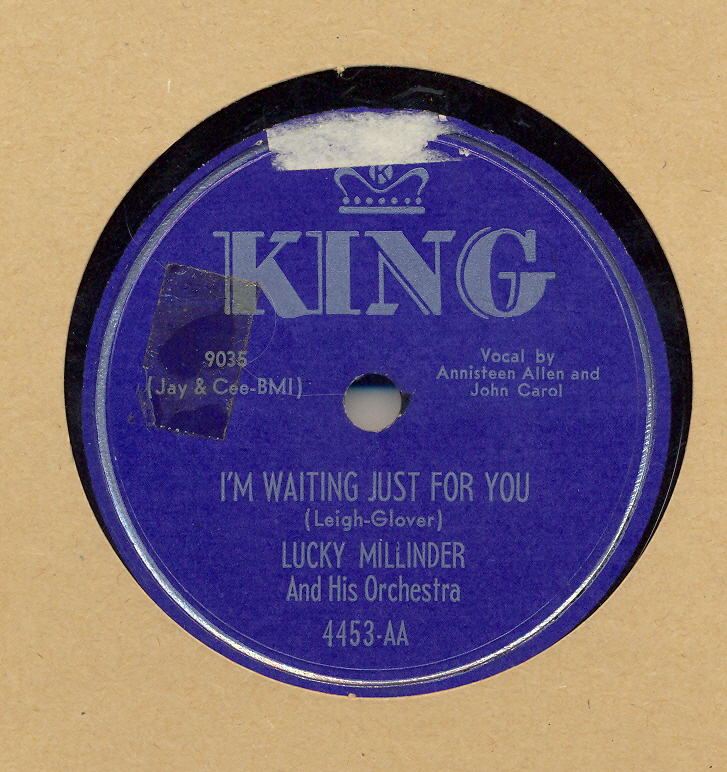 K
KING
9035
(Jay & Cee-BMI)
Vocal by
Annisteen Allen and
John Carol
I'M WAITING JUST FOR YOU
(Leigh-Glover)
LUCKY MILLINDER
And His Orchestra
4453-AA